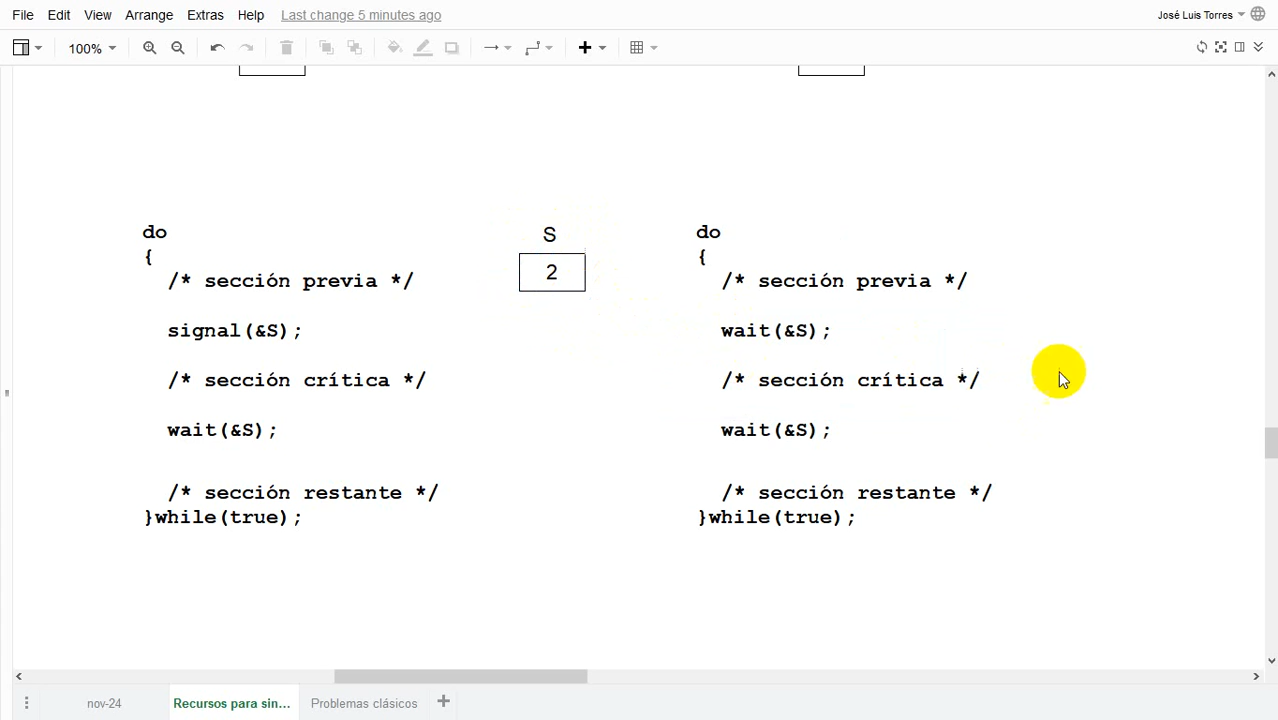 File Edit View Arrange Extras Help Last change 5 minutes ago José Luis Torres
100%
S
2
do
{
/* sección previa */
signal(&S);
/* sección crítica */
wait(&S);
/* sección restante */
}while(true);
do
{
/* sección previa */
wait(&S);
/* sección crítica */
wait(&S);
/* sección restante */
}while(true);
nov-24 Recursos para sin... Problemas clásicos